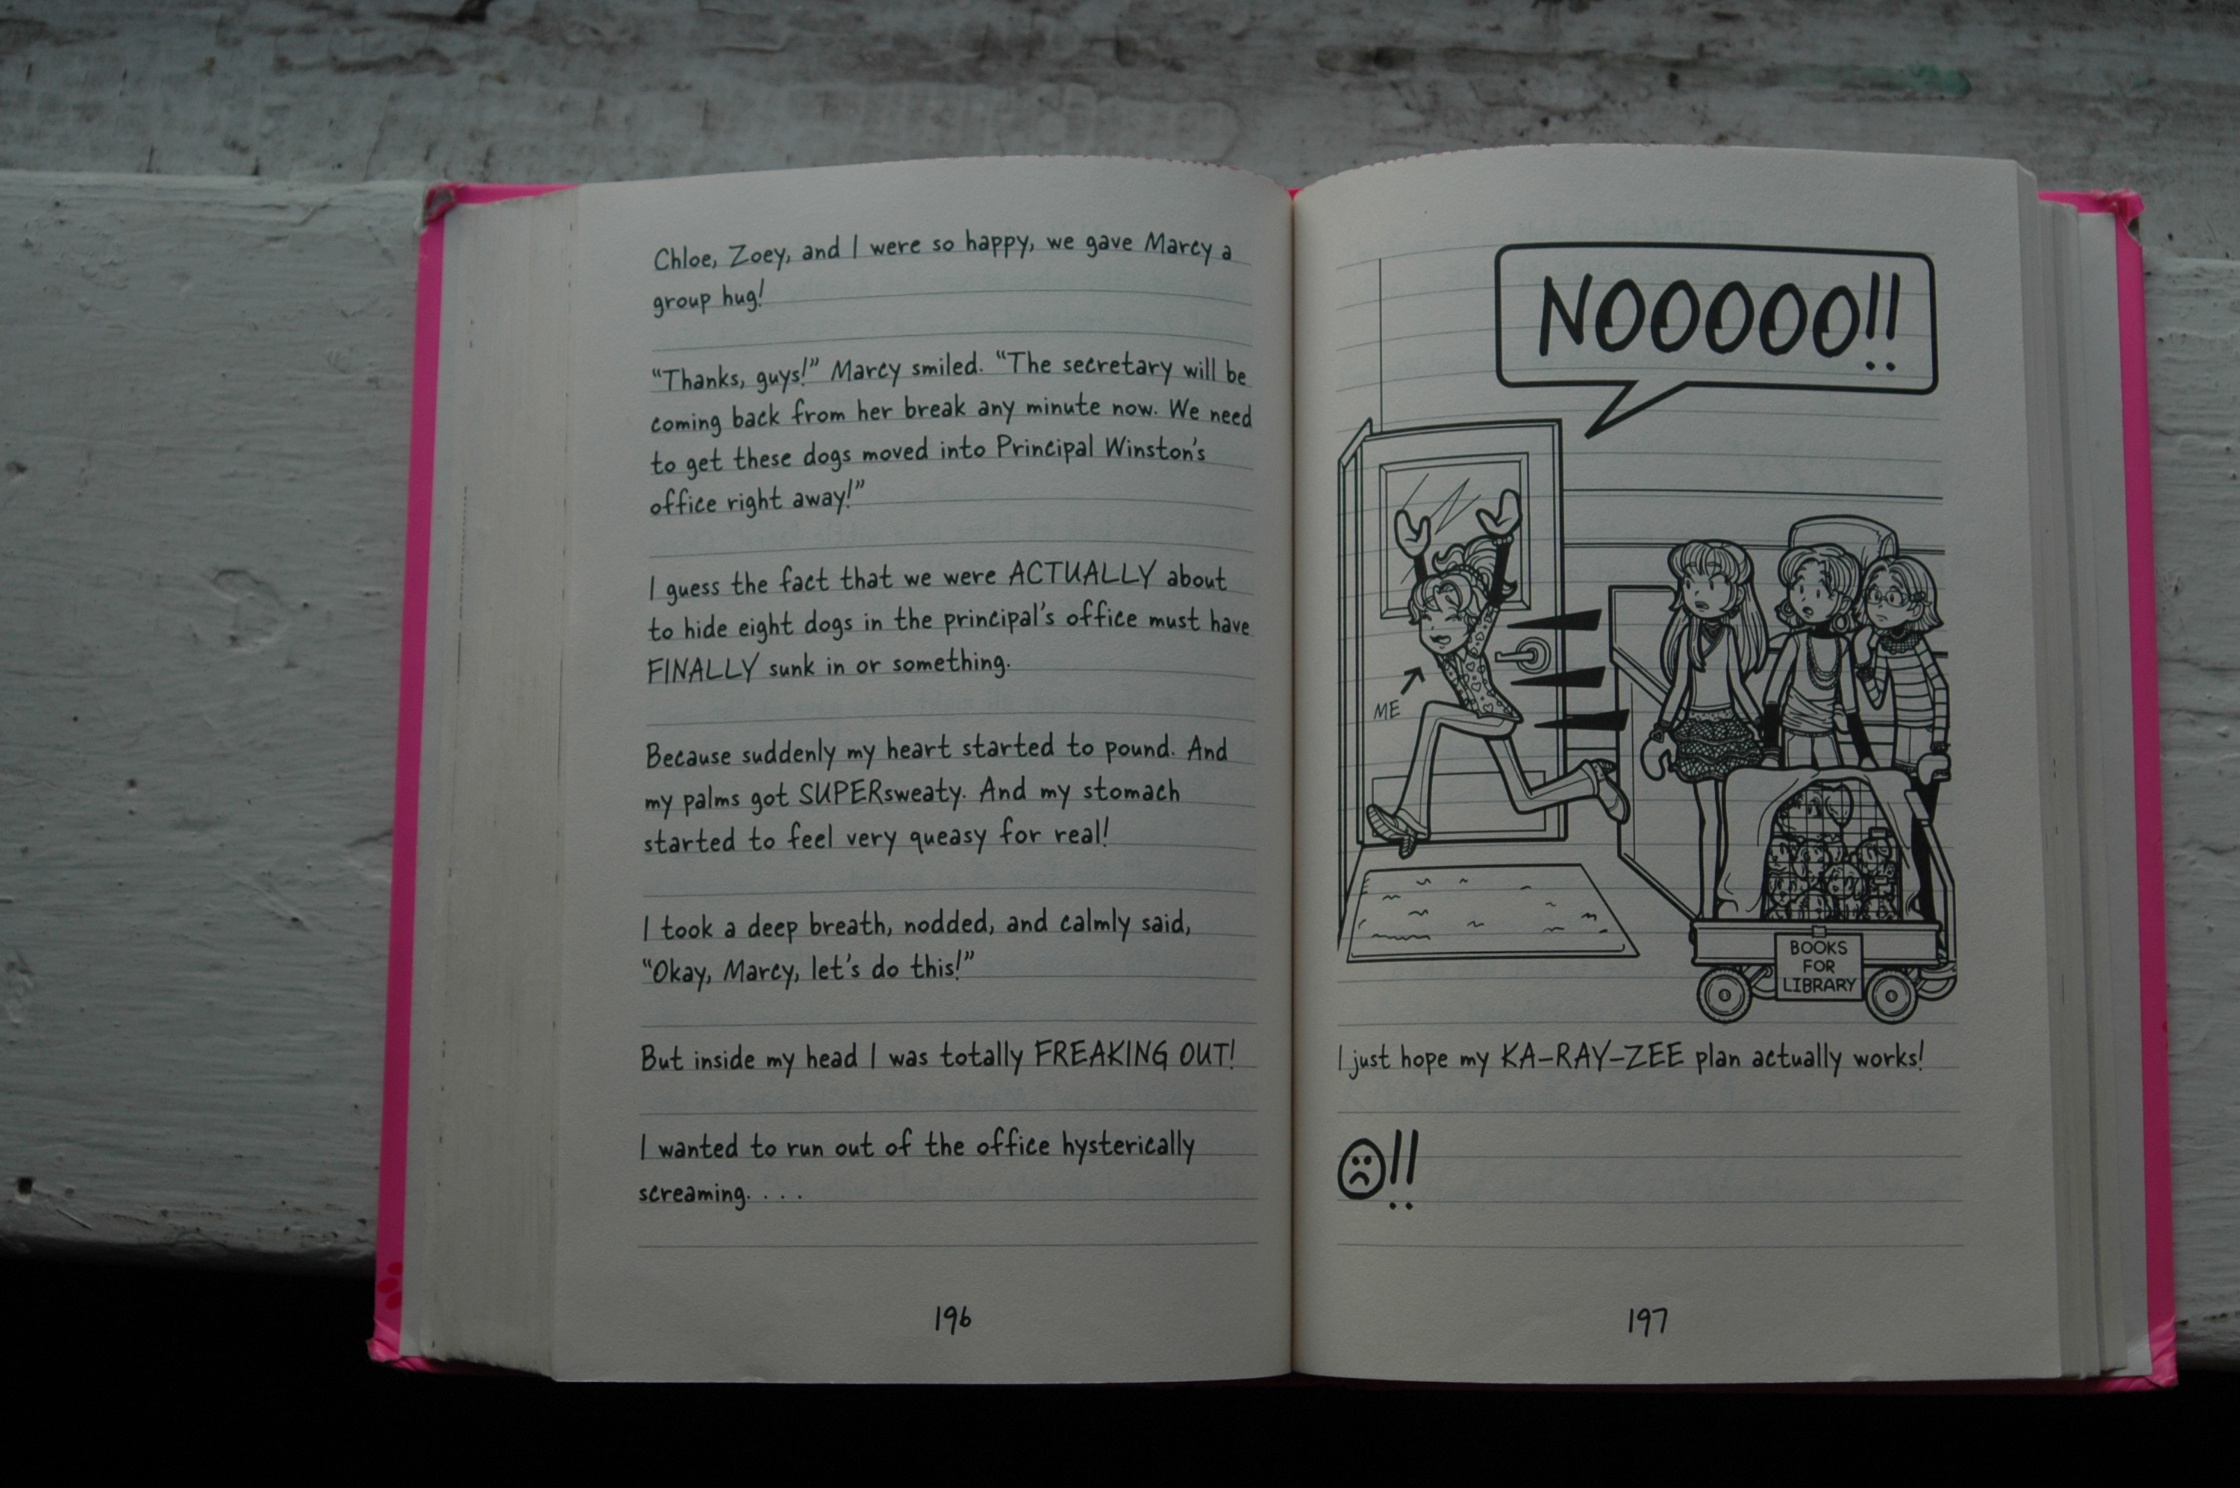 Chloe, Zoey, and I were so happy, we gave Marcy a
group hug!
“Thanks, guys!” Marcy smiled. “The secretary will be
coming back from her break any minute now. We need
to get these dogs moved into Principal Winston’s
office right away!”
I guess the fact that we were ACTUALLY about
to hide eight dogs in the principal’s office must have
FINALLY sunk in or something.
Because suddenly my heart started to pound. And
my palms got SUPERsweaty. And my stomach
started to feel very queasy for real!
I took a deep breath, nodded, and calmly said,
“Okay, Marcy, let’s do this!”
But inside my head I was totally FREAKING OUT!
I wanted to run out of the office hysterically
screaming. . . .
196
NOOOOO!!
ME
BOOKS
FOR
LIBRARY
I just hope my KA-RAY-ZEE plan actually works!
☹!!
197